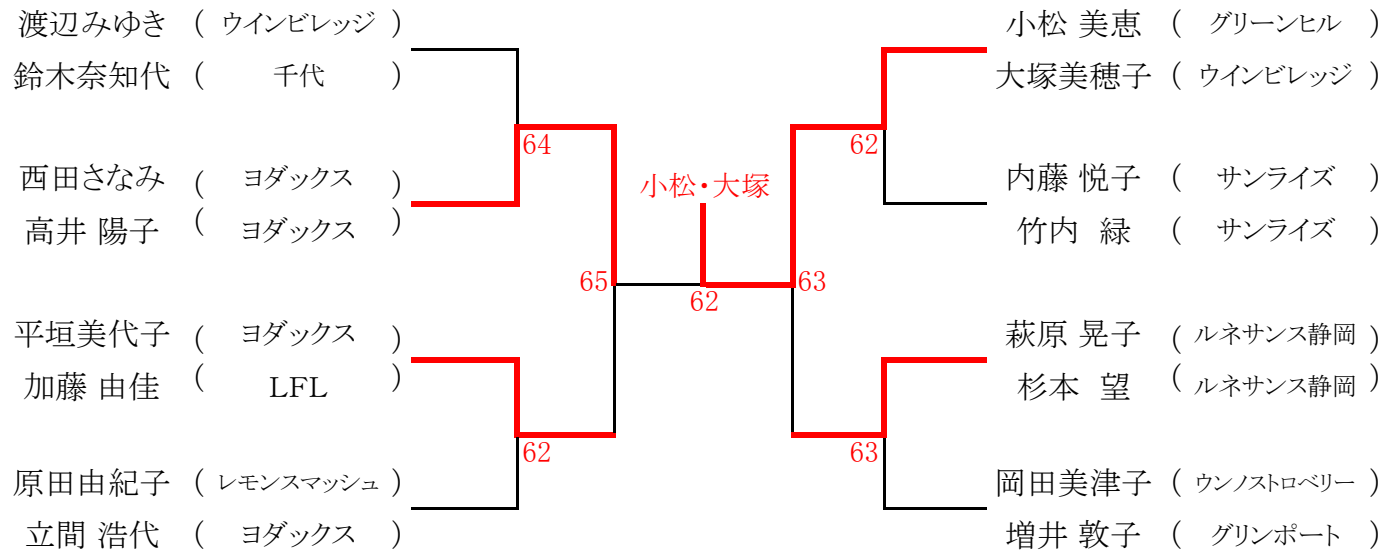 渡辺みゆき ( ウインビレッジ )
鈴木奈知代 ( 千代 )
64
西田さなみ ( ヨダックス )
高井 陽子 ( ヨダックス )
65
平垣美代子 ( ヨダックス )
加藤 由佳 ( LFL )
62
原田由紀子 ( レモンスマッシュ )
立間 浩代 ( ヨダックス )
小松・大塚
62
小松 美恵 ( グリーンヒル )
大塚美穂子 ( ウインビレッジ )
62
内藤 悦子 ( サンライズ )
竹内 緑 ( サンライズ )
63
萩原 晃子 ( ルネサンス静岡 )
杉本 望 ( ルネサンス静岡 )
63
岡田美津子 ( ウンノストロベリー )
増井 敦子 ( グリンポート )